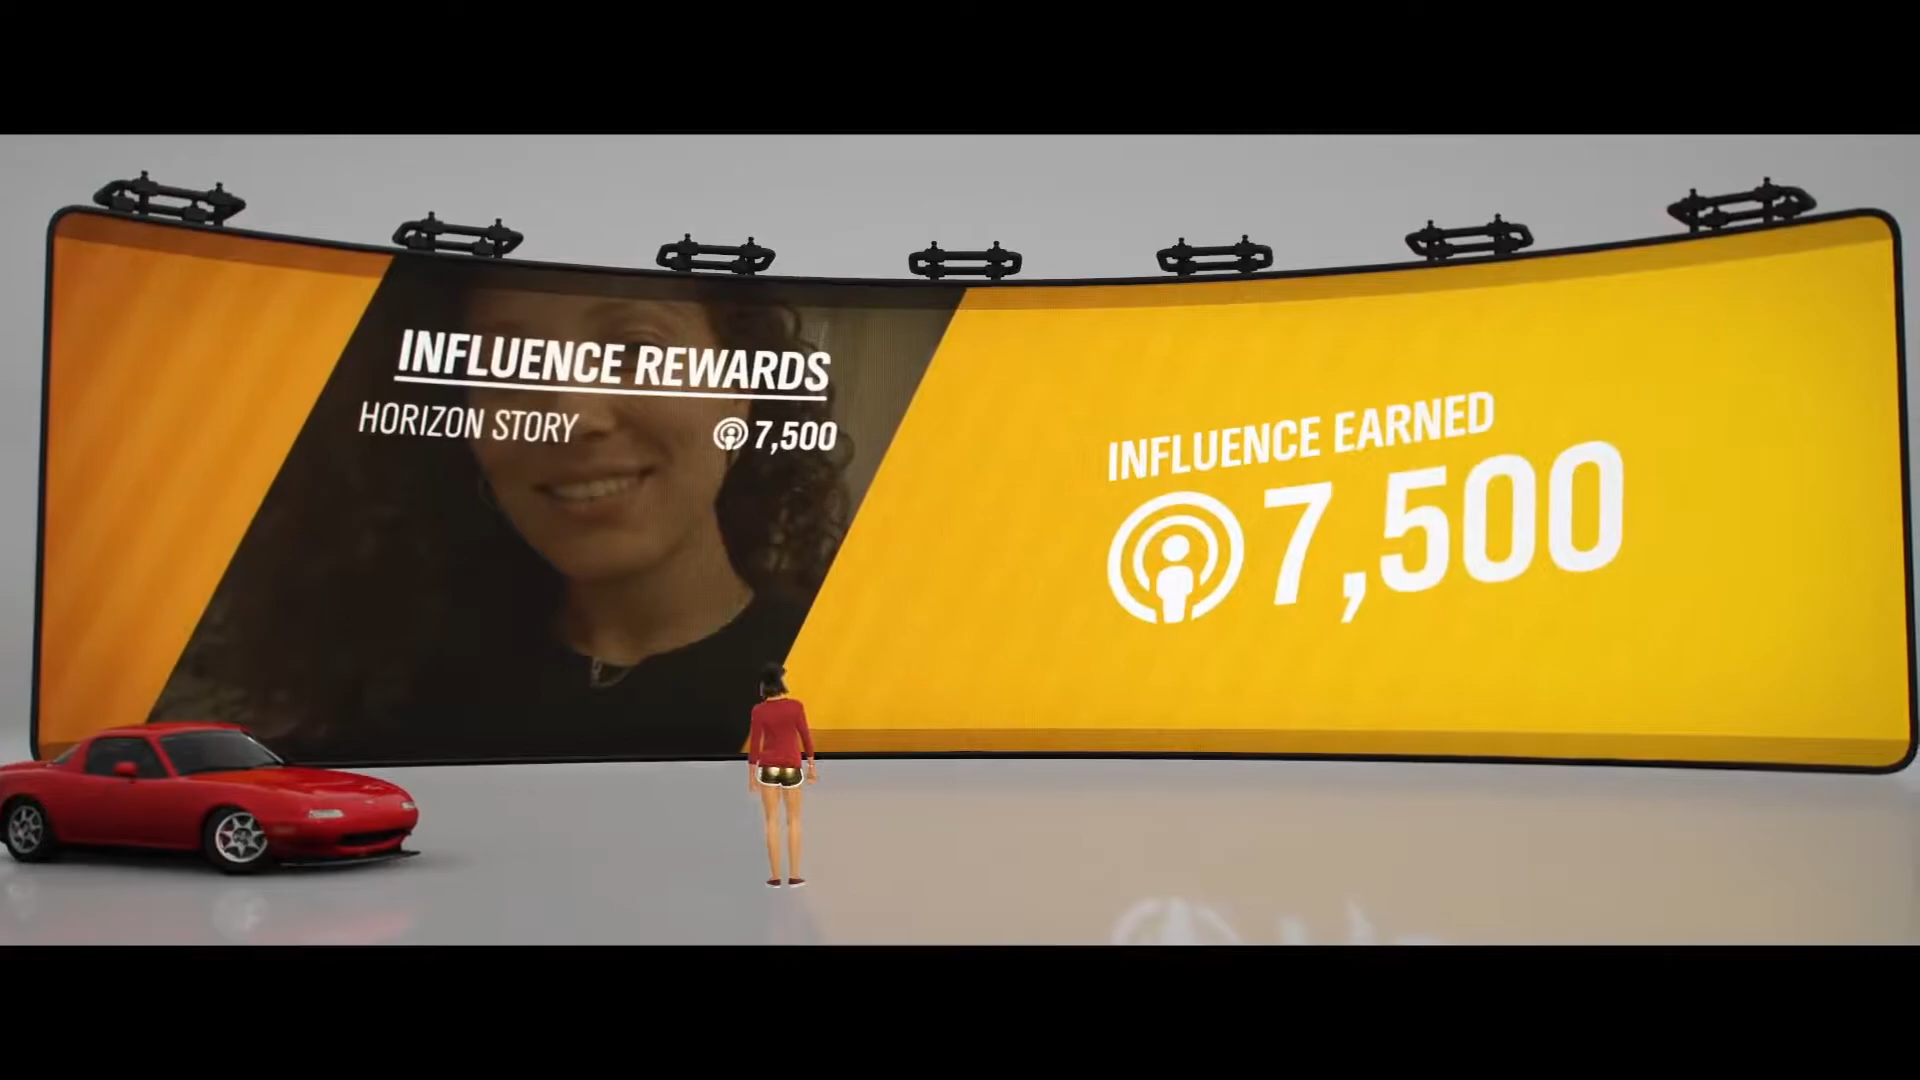 INFLUENCE REWARDS
HORIZON STORY 7,500
INFLUENCE EARNED
7,500